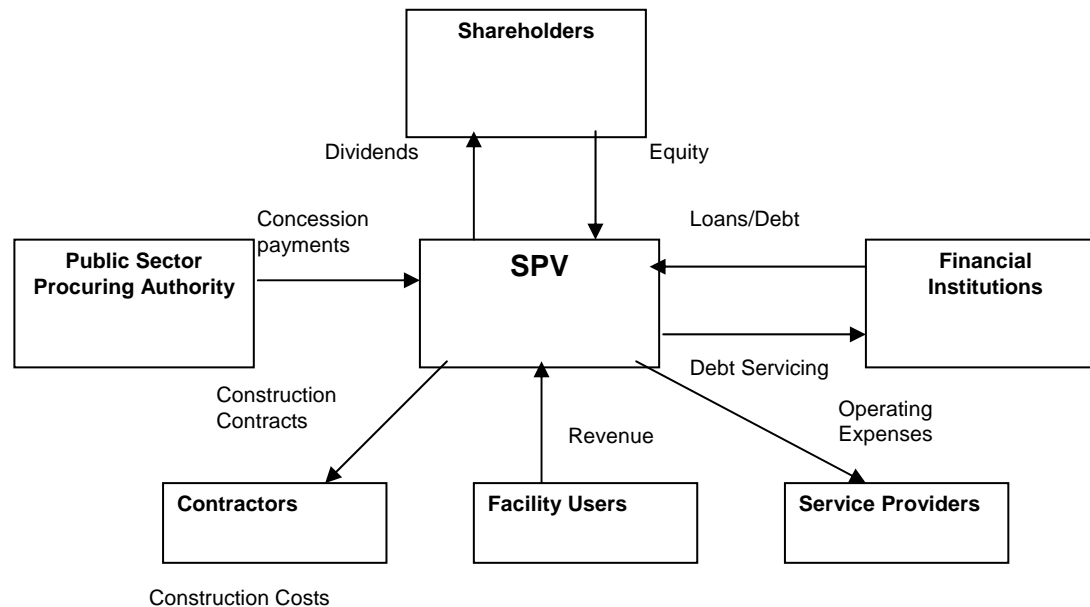 Shareholders
Dividends
Equity
Concession
payments
Loans/Debt
Public Sector
Procuring Authority
SPV
Financial
Institutions
Debt Servicing
Construction
Contracts
Revenue
Operating
Expenses
Contractors
Facility Users
Service Providers
Construction Costs